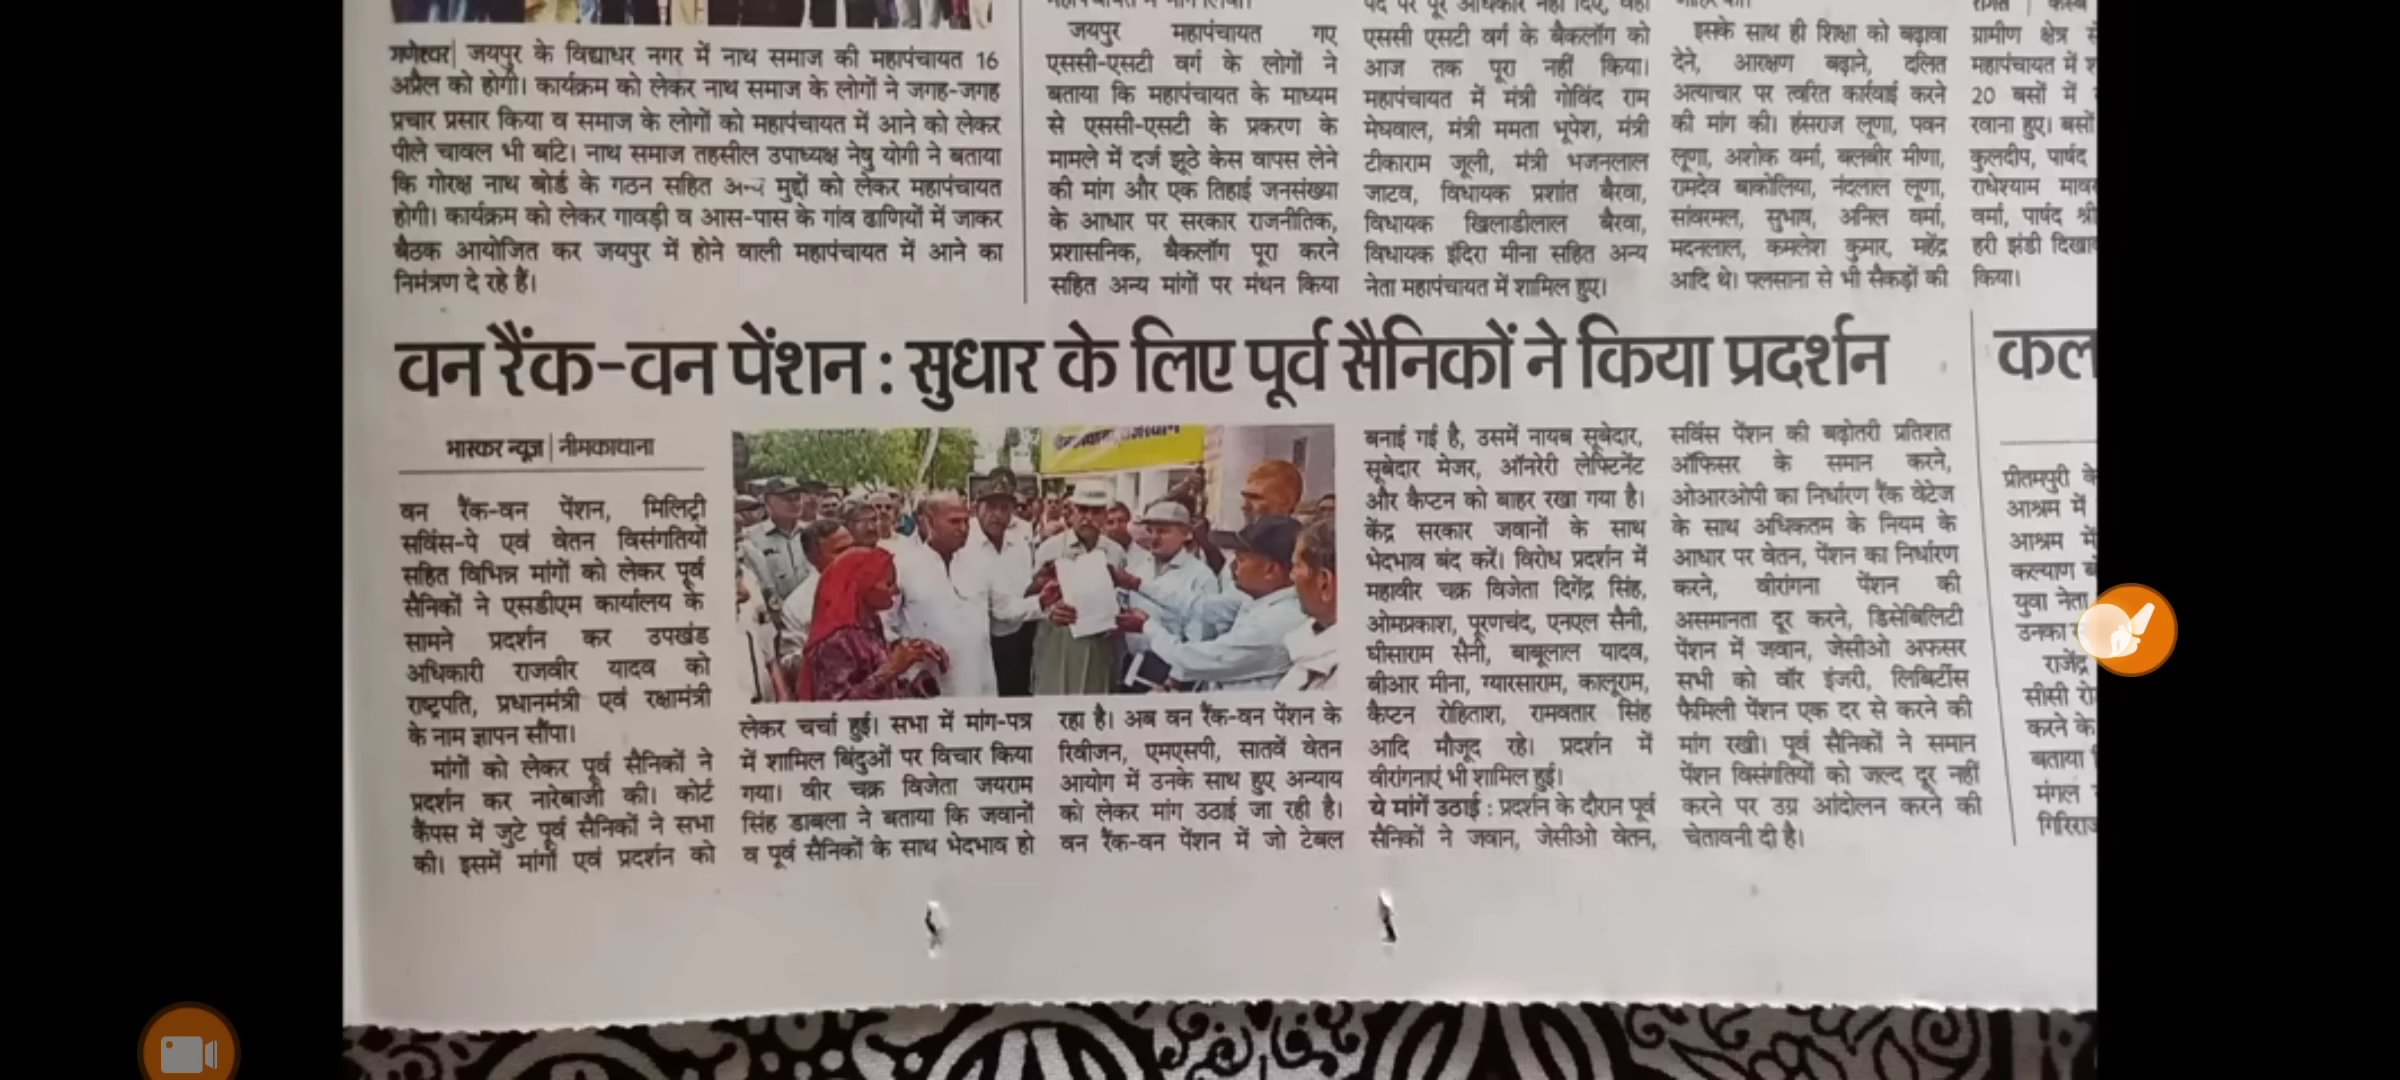 गणेश्वर| जयपुर के विद्याधर नगर में नाथ समाज की महापंचायत 16
अप्रैल को होगी। कार्यक्रम को लेकर नाथ समाज के लोगों ने जगह-जगह
प्रचार प्रसार किया व समाज के लोगों को महापंचायत में आने को लेकर
पीले चावल भी बांटे। नाथ समाज तहसील उपाध्यक्ष नेषु योगी ने बताया
कि गोरक्ष नाथ बोर्ड के गठन सहित अन्य मुद्दों को लेकर महापंचायत
होगी। कार्यक्रम को लेकर गावड़ी व आस-पास के गांव ढाणियों में जाकर
बैठक आयोजित कर जयपुर में होने वाली महापंचायत में आने का
निमंत्रण दे रहे हैं।
जयपुर महापंचायत गए
एससी-एसटी वर्ग के लोगों ने
बताया कि महापंचायत के माध्यम
से एससी-एसटी के प्रकरण के
मामले में दर्ज झूठे केस वापस लेने
की मांग और एक तिहाई जनसंख्या
के आधार पर सरकार राजनीतिक,
प्रशासनिक, बैकलॉग पूरा करने
सहित अन्य मांगों पर मंथन किया
पद पर पूर अधिकार नहीं दिए, वहीं
एससी एसटी वर्ग के बैकलॉग को
आज तक पूरा नहीं किया।
महापंचायत में मंत्री गोविंद राम
मेघवाल, मंत्री ममता भूपेश, मंत्री
टीकाराम जूली, मंत्री भजनलाल
जाटव, विधायक प्रशांत बैरवा,
विधायक खिलाडीलाल बैरवा,
विधायक इंदिरा मीना सहित अन्य
नेता महापंचायत में शामिल हुए।
इसके साथ ही शिक्षा को बढ़ावा
देने, आरक्षण बढ़ाने, दलित
अत्याचार पर त्वरित कार्रवाई करने
की मांग की। हंसराज लूणा, पवन
लूणा, अशोक वर्मा, बलबीर मीणा,
रामदेव बाकोलिया, नंदलाल लूणा,
सांवरमल, सुभाष, अनिल वर्मा,
मदनलाल, कमलेश कुमार, महेंद्र
आदि थे। पलसाना से भी सैकड़ों की
ग्रामीण क्षेत्र
महापंचायत में
20 बसों में
रवाना हुए। बसों
कुलदीप, पार्षद
राधेश्याम
वर्मा, पार्षद
हरी झंडी
किया।
वन रैंक-वन पेंशन : सुधार के लिए पूर्व सैनिकों ने किया प्रदर्शन
भास्कर न्यूज | नीमकाथाना
वन रैंक-वन पेंशन, मिलिट्री
सर्विस-पे एवं वेतन विसंगतियों
सहित विभिन्न मांगों को लेकर पूर्व
सैनिकों ने एसडीएम कार्यालय के
सामने प्रदर्शन कर उपखंड
अधिकारी राजवीर यादव को
राष्ट्रपति, प्रधानमंत्री एवं रक्षामंत्री
के नाम ज्ञापन सौंपा।
मांगों को लेकर पूर्व सैनिकों ने
प्रदर्शन कर नारेबाजी की। कोर्ट
कैंपस में जुटे पूर्व सैनिकों ने सभा
की। इसमें मांगों एवं प्रदर्शन को
लेकर चर्चा हुई। सभा में मांग-पत्र
में शामिल बिंदुओं पर विचार किया
गया। वीर चक्र विजेता जयराम
सिंह डाबला ने बताया कि जवानों
व पूर्व सैनिकों के साथ भेदभाव हो
रहा है। अब वन रैंक-वन पेंशन के
रिवीजन, एमएसपी, सातवें वेतन
आयोग में उनके साथ हुए अन्याय
को लेकर मांग उठाई जा रही है।
वन रैंक-वन पेंशन में जो टेबल
बनाई गई है, उसमें नायब सूबेदार,
सूबेदार मेजर, ऑनरेरी लेफ्टिनेंट
और कैप्टन को बाहर रखा गया है।
केंद्र सरकार जवानों के साथ
भेदभाव बंद करें। विरोध प्रदर्शन में
महावीर चक्र विजेता दिगेंद्र सिंह,
ओमप्रकाश, पूरणचंद, एनएल सैनी,
घीसाराम सैनी, बाबूलाल यादव,
बीआर मीना, ग्यारसाराम, कालूराम,
कैप्टन रोहिताश, रामवतार सिंह
आदि मौजूद रहे। प्रदर्शन में
वीरांगनाएं भी शामिल हुई।
ये मांगें उठाई : प्रदर्शन के दौरान पूर्व
सैनिकों ने जवान, जेसीओ वेतन,
सर्विस पेंशन की बढ़ोतरी प्रतिशत
ऑफिसर के समान करने,
ओआरओपी का निर्धारण रैंक वेटेज
के साथ अधिकतम के नियम के
आधार पर वेतन, पेंशन का निर्धारण
करने, वीरांगना पेंशन की
असमानता दूर करने, डिसेबिलिटी
पेंशन में जवान, जेसीओ अफसर
सभी को वॉर इंजरी, लिबिर्टीस
फैमिली पेंशन एक दर से करने की
मांग रखी। पूर्व सैनिकों ने समान
पेंशन विसंगतियों को जल्द दूर नहीं
करने पर उग्र आंदोलन करने की
चेतावनी दी है।
कल
प्रीतमपुरी के
आश्रम में
आश्रम में
कल्याण
युवा नेता
उनका
राजेंद्र
सीसी
करने के
बताया
मंगल
गिरिराज